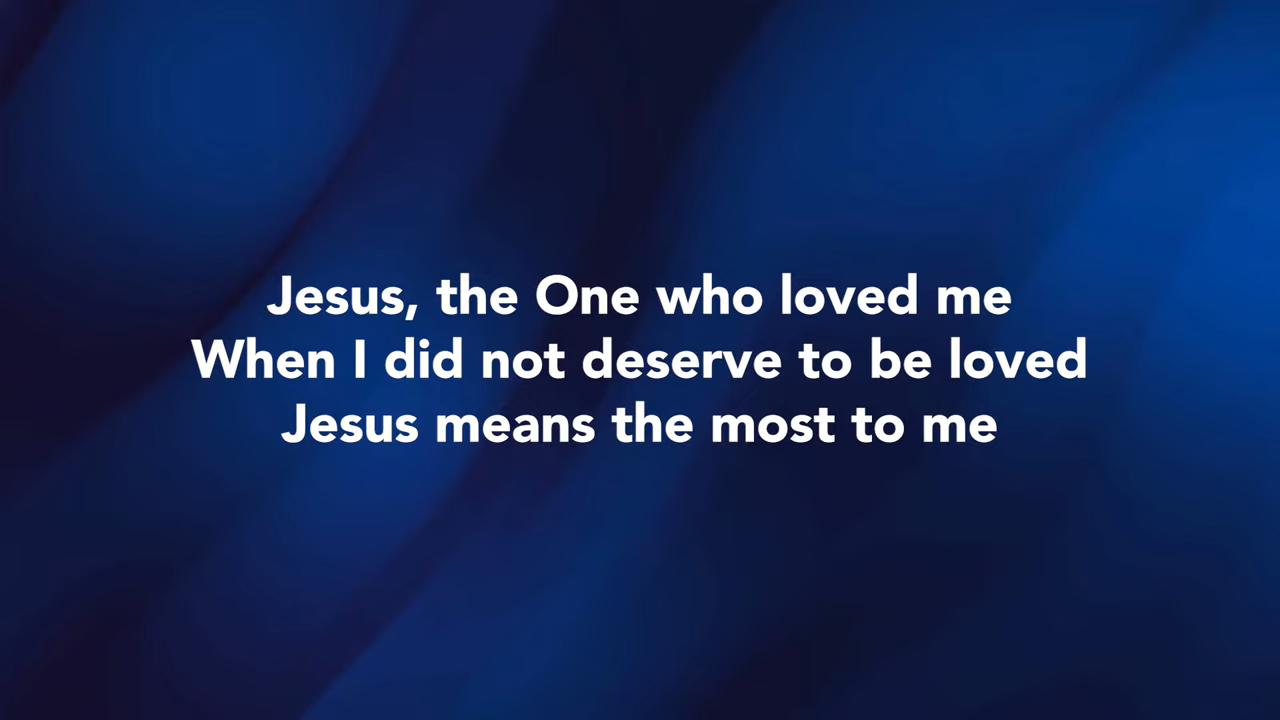 Jesus, the One who loved me
When I did not deserve to be loved
Jesus means the most to me